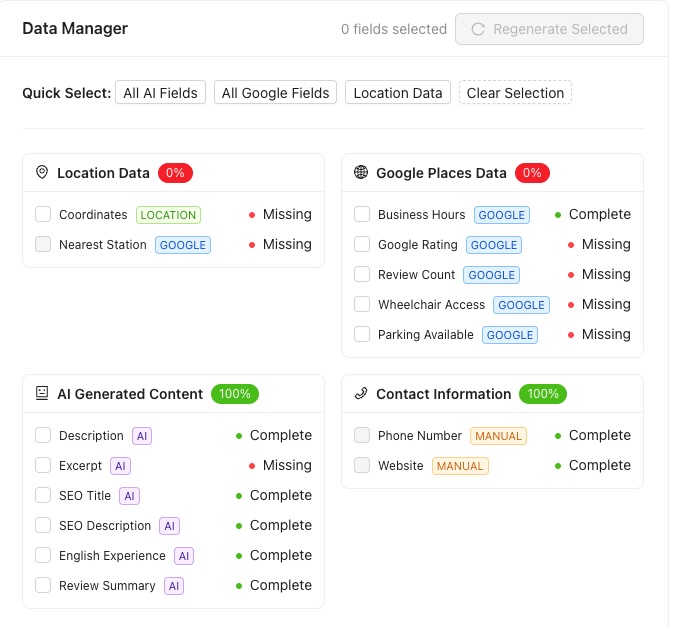 Data Manager
0 fields selected
Regenerate Selected
Quick Select: All AI Fields All Google Fields Location Data Clear Selection
Location Data 0%
Coordinates LOCATION Missing
Nearest Station GOOGLE Missing
Google Places Data 0%
Business Hours GOOGLE Complete
Google Rating GOOGLE Missing
Review Count GOOGLE Missing
Wheelchair Access GOOGLE Missing
Parking Available GOOGLE Missing
AI Generated Content 100%
Description AI Complete
Excerpt AI Missing
SEO Title AI Complete
SEO Description AI Complete
English Experience AI Complete
Review Summary AI Complete
Contact Information 100%
Phone Number MANUAL Complete
Website MANUAL Complete